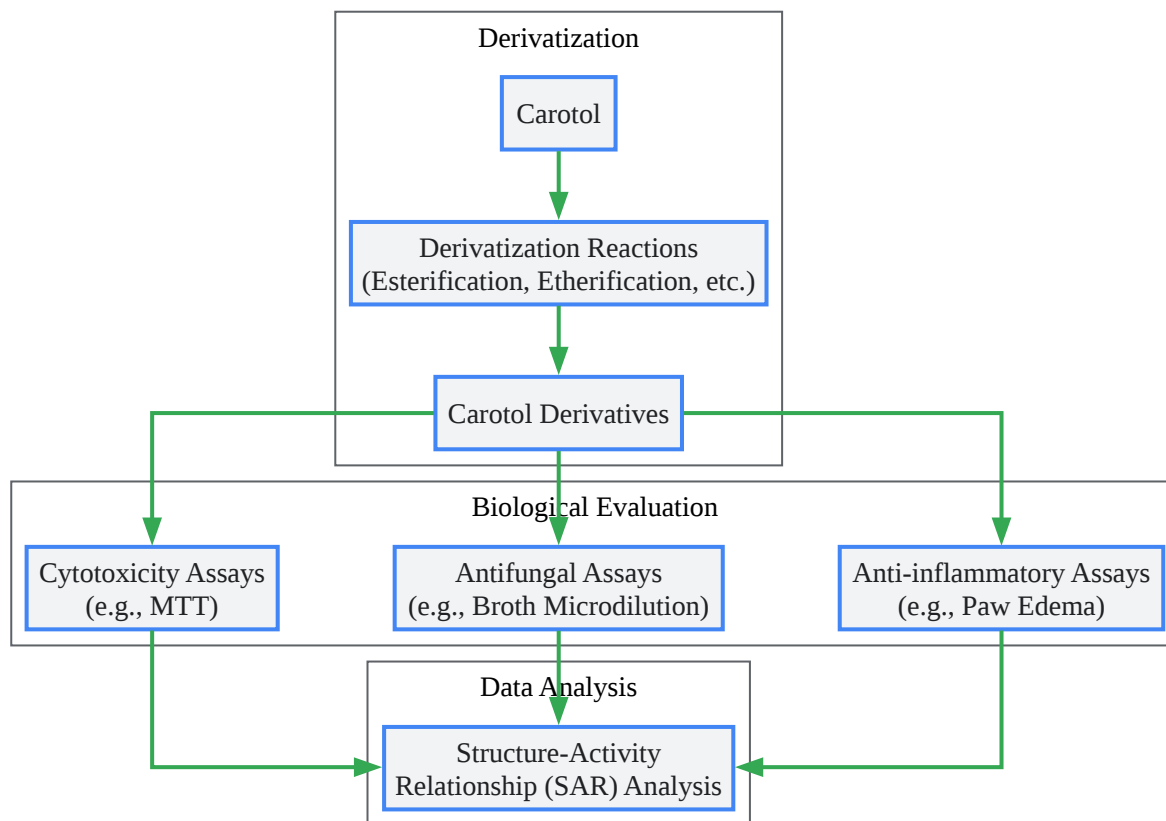 Derivatization
Carotol
Derivatization Reactions
(Esterification, Etherification, etc.)
Carotol Derivatives
Biological Evaluation
Cytotoxicity Assays
(e.g., MTT)
Antifungal Assays
(e.g., Broth Microdilution)
Anti-inflammatory Assays
(e.g., Paw Edema)
Data Analysis
Structure-Activity
Relationship (SAR) Analysis